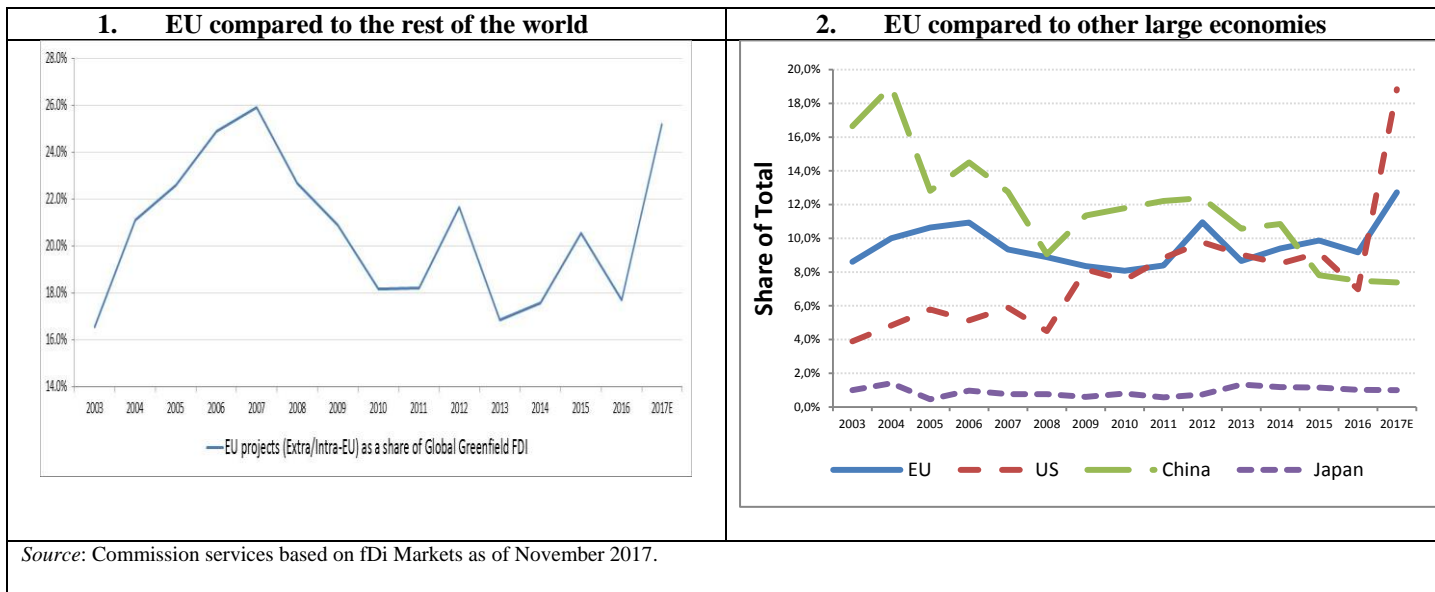 1. EU compared to the rest of the world
28.0%
26.0%
24.0%
22.0%
20.0%
18.0%
16.0%
14.0%
2003 2004 2005 2006 2007 2008 2009 2010 2011 2012 2013 2014 2015 2016 2017E
EU projects (Extra/Intra-EU) as a share of Global Greenfield FDI
2. EU compared to other large economies
Share of Total
20,0%
18,0%
16,0%
14,0%
12,0%
10,0%
8,0%
6,0%
4,0%
2,0%
0,0%
2003 2004 2005 2006 2007 2008 2009 2010 2011 2012 2013 2014 2015 2016 2017E
EU US China Japan
Source: Commission services based on fDi Markets as of November 2017.